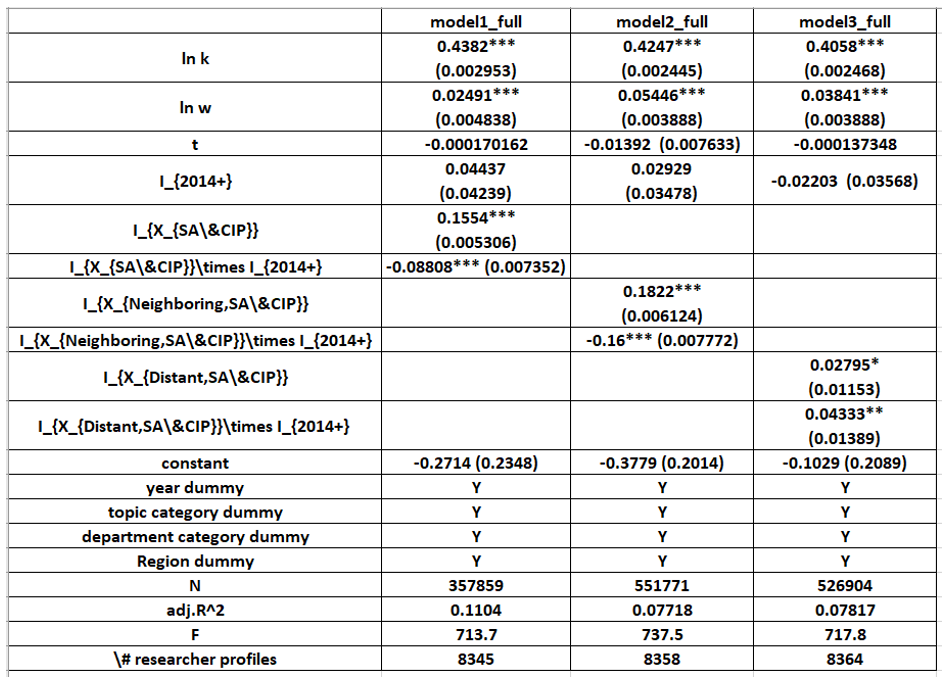 model1_full model2_full model3_full
ln k 0.4382*** 0.4247*** 0.4058***
(0.002953) (0.002445) (0.002468)
ln w 0.02491*** 0.05446*** 0.03841***
(0.004838) (0.003888) (0.003888)
t -0.000170162 -0.01392 (0.007633) -0.000137348
I_{2014+} 0.04437 0.02929 -0.02203 (0.03568)
(0.04239) (0.03478)
I_{X_{SA\&CIP}} 0.1554***
(0.005306)
I_{X_{SA\&CIP}}\times I_{2014+} -0.08808*** (0.007352)
I_{X_{Neighboring,SA\&CIP}} 0.1822***
(0.006124)
I_{X_{Neighboring,SA\&CIP}}\times I_{2014+} -0.16*** (0.007772)
I_{X_{Distant,SA\&CIP}} 0.02795*
(0.01153)
I_{X_{Distant,SA\&CIP}}\times I_{2014+} 0.04333**
(0.01389)
constant -0.2714 (0.2348) -0.3779 (0.2014) -0.1029 (0.2089)
year dummy Y Y Y
topic category dummy Y Y Y
department category dummy Y Y Y
Region dummy Y Y Y
N 357859 551771 526904
adj.R^2 0.1104 0.07718 0.07817
F 713.7 737.5 717.8
\# researcher profiles 8345 8358 8364